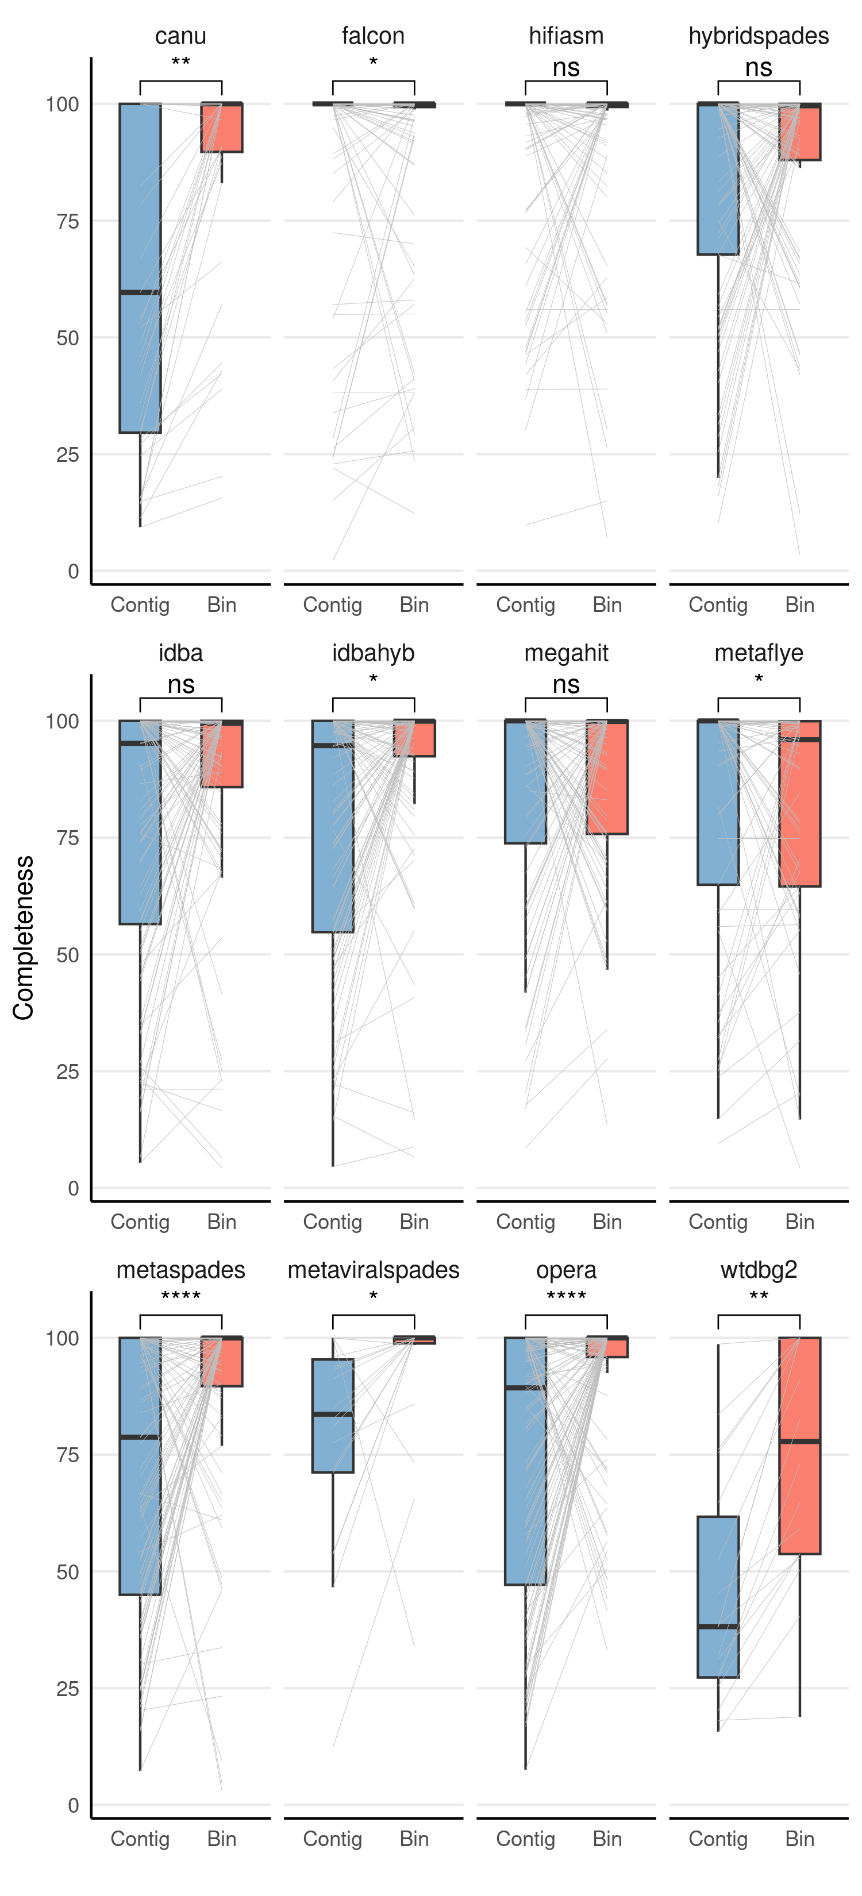 canu falcon hifiasm hybridspades
** * ns ns
100
75
50
25
0
Contig Bin Contig Bin Contig Bin Contig Bin
idba idbahyb megahit metaflye
ns * ns *
100
75
50
25
0
Completeness
Contig Bin Contig Bin Contig Bin Contig Bin
metaspades metaviralspades opera wtdbg2
**** * **** **
100
75
50
25
0
Contig Bin Contig Bin Contig Bin Contig Bin